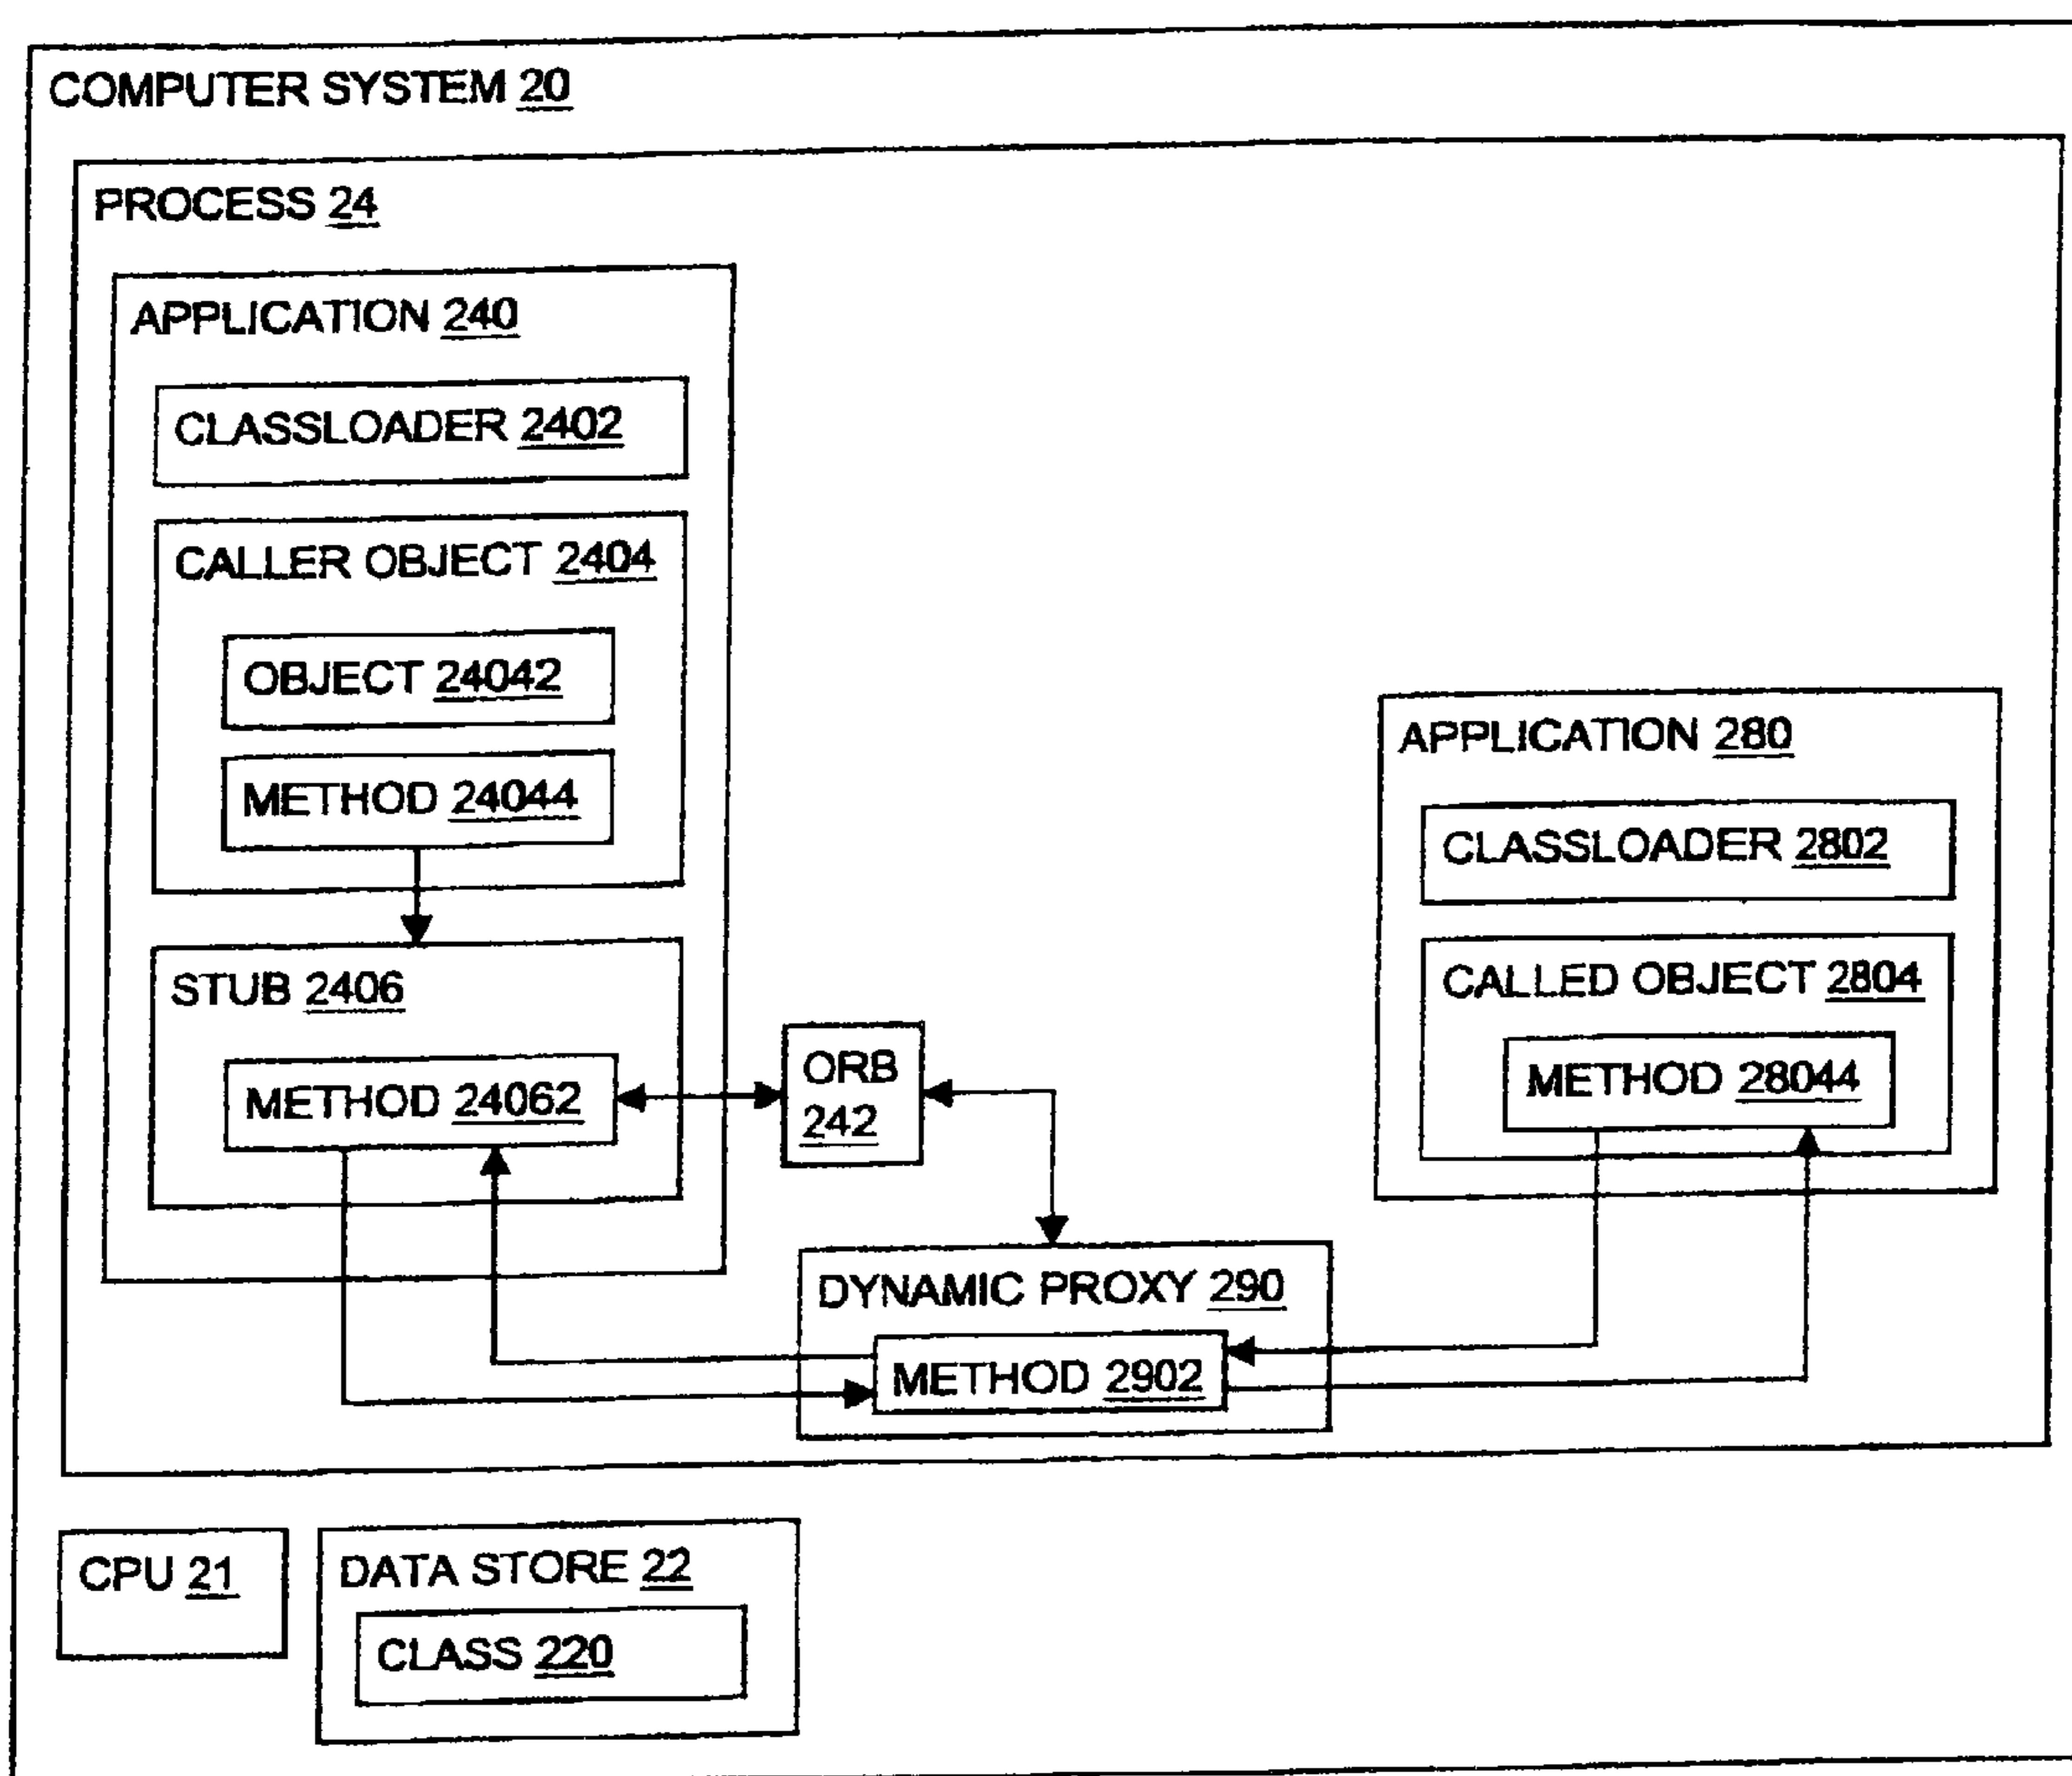 COMPUTER SYSTEM 20
PROCESS 24
APPLICATION 240
CLASSLOADER 2402
CALLER OBJECT 2404
OBJECT 24042
METHOD 24044
STUB 2406
METHOD 24062
ORB
242
APPLICATION 280
CLASSLOADER 2802
CALLED OBJECT 2804
METHOD 28044
DYNAMIC PROXY 290
METHOD 2902
CPU 21
DATA STORE 22
CLASS 220